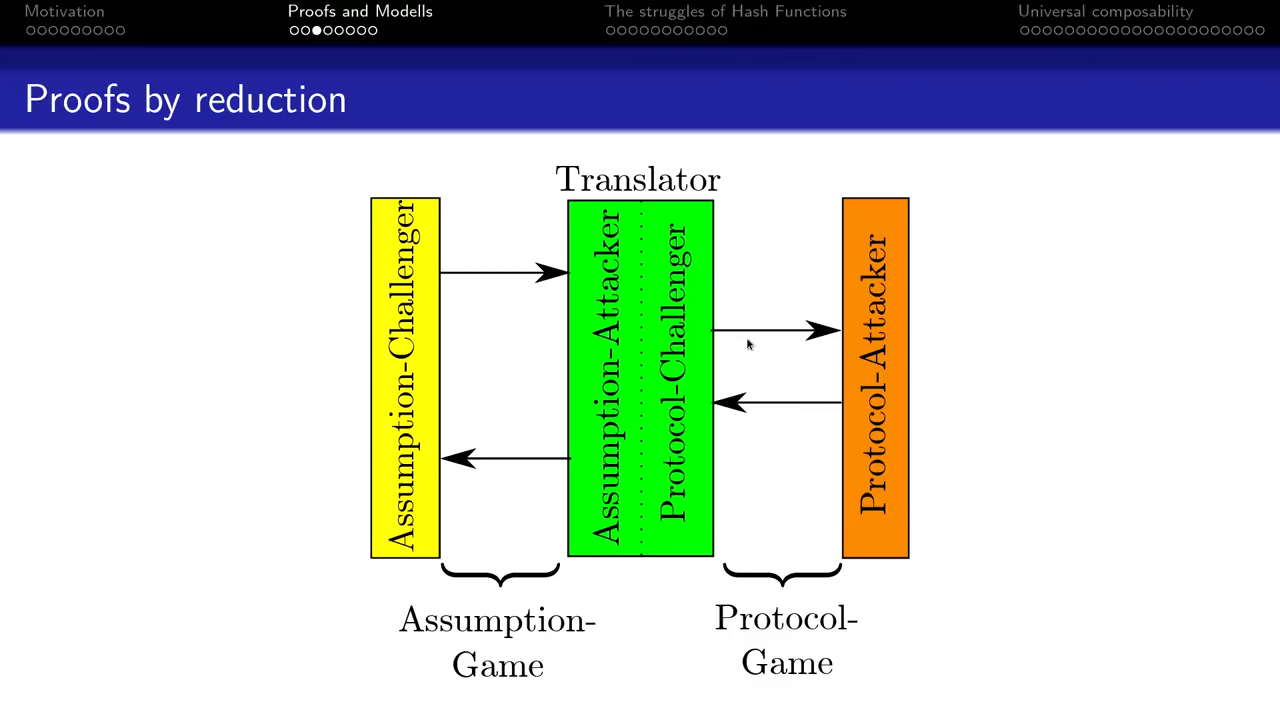 Motivation
Proofs and Modells
The struggles of Hash Functions
Universal composability
Proofs by reduction
Translator
Assumption-Challenger
Assumption-Attacker
Protocol-Challenger
Protocol-Attacker
Assumption-
Game
Protocol-
Game